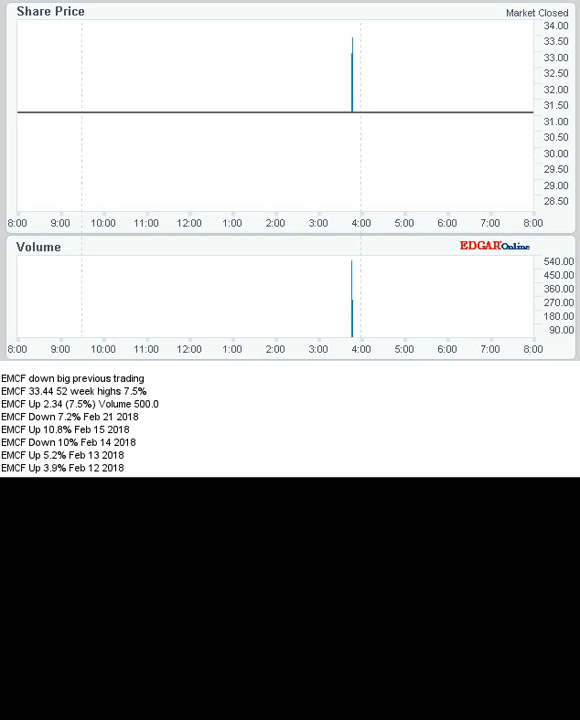 Share Price
Market Closed
34.00
33.50
33.00
32.50
32.00
31.50
31.00
30.50
30.00
29.50
29.00
28.50
8:00 9:00 10:00 11:00 12:00 1:00 2:00 3:00 4:00 5:00 6:00 7:00 8:00
Volume
EDGAR Online
540.00
450.00
360.00
270.00
180.00
90.00
8:00 9:00 10:00 11:00 12:00 1:00 2:00 3:00 4:00 5:00 6:00 7:00 8:00
EMCF down big previous trading
EMCF 33.44 52 week highs 7.5%
EMCF Up 2.34 (7.5%) Volume 500.0
EMCF Down 7.2% Feb 21 2018
EMCF Up 10.8% Feb 15 2018
EMCF Down 10% Feb 14 2018
EMCF Up 5.2% Feb 13 2018
EMCF Up 3.9% Feb 12 2018